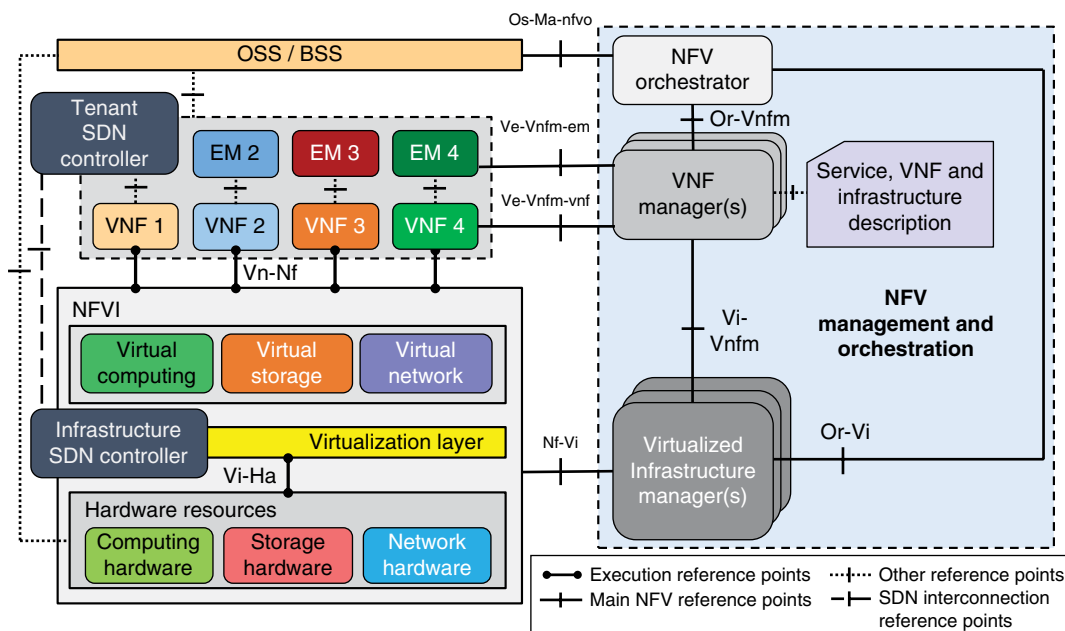 Os-Ma-nfvo
OSS / BSS
NFV
orchestrator
Tenant
SDN
controller
Or-Vnfm
Ve-Vnfm-em
EM 2
EM 3
EM 4
VNF
manager(s)
Service, VNF and
infrastructure
description
Ve-Vnfm-vnf
VNF 1
VNF 2
VNF 3
VNF 4
Vn-Nf
NFVI
NFV
management and
orchestration
Vi-
Vnfm
Virtual
computing
Virtual
storage
Virtual
network
Infrastructure
SDN controller
Virtualization layer
Nf-Vi
Virtualized
Infrastructure
manager(s)
Or-Vi
Vi-Ha
Hardware resources
Computing
hardware
Storage
hardware
Network
hardware
Execution reference points
Other reference points
Main NFV reference points
SDN interconnection
reference points